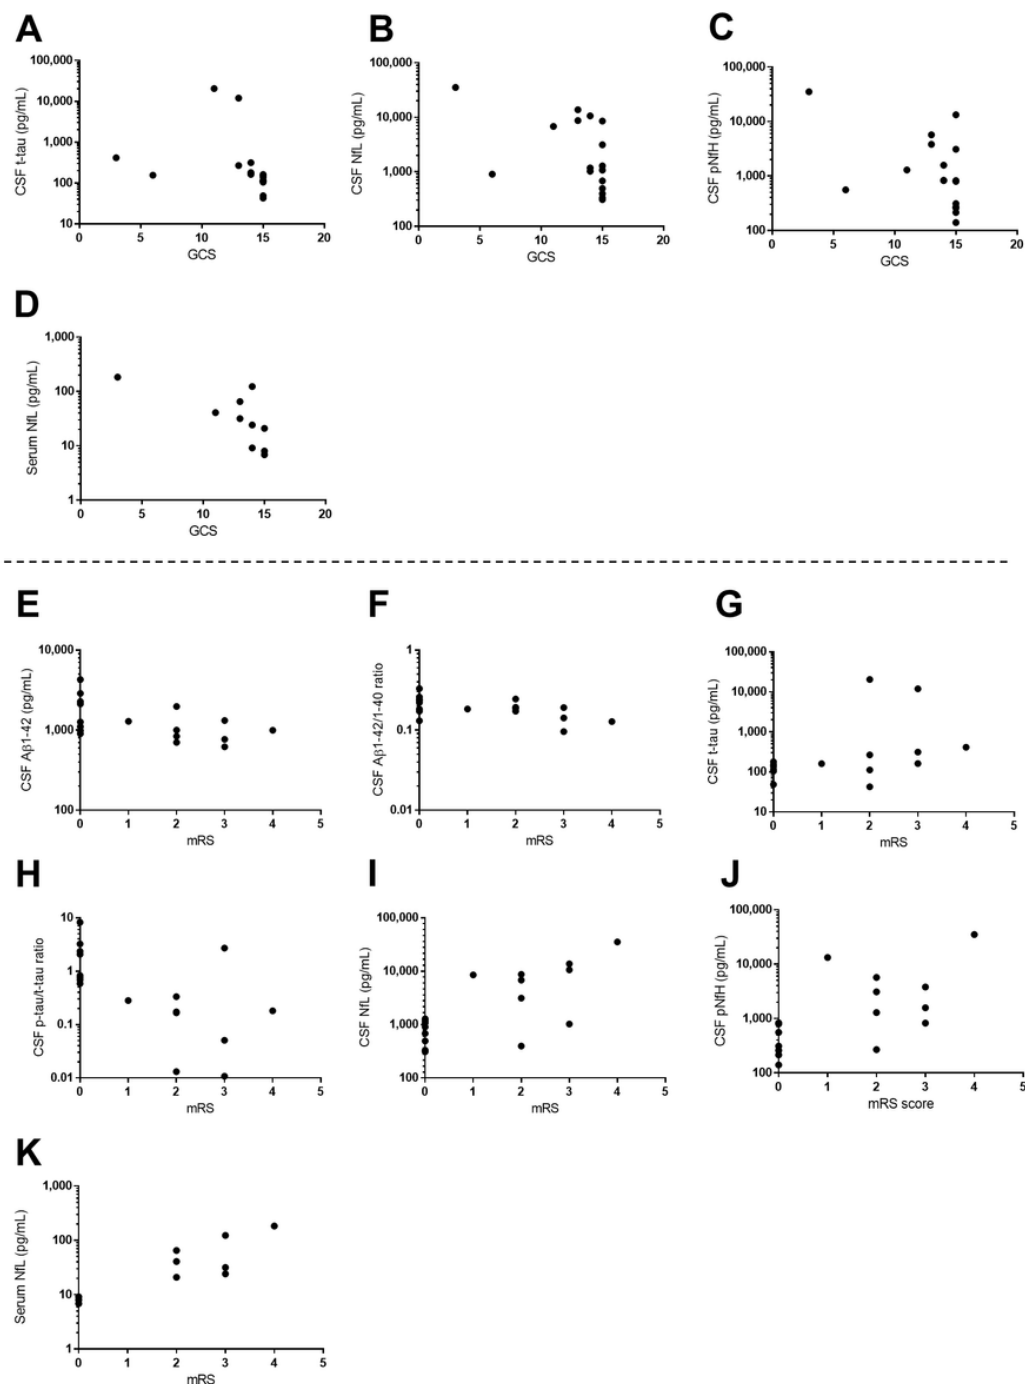 A
CSF t-tau (pg/mL)
100,000
10,000
1,000
100
10
0 5 10 15 20
GCS
B
CSF NfL (pg/mL)
100,000
10,000
1,000
100
0 5 10 15 20
GCS
C
CSF pNfH (pg/mL)
100,000
10,000
1,000
100
0 5 10 15 20
GCS
D
Serum NfL (pg/mL)
1,000
100
10
1
0 5 10 15 20
GCS
E
CSF Aβ1-42 (pg/mL)
10,000
1,000
100
0 1 2 3 4 5
mRS
F
CSF Aβ1-42/1-40 ratio
1
0.1
0.01
0 1 2 3 4 5
mRS
G
CSF t-tau (pg/mL)
100,000
10,000
1,000
100
10
0 1 2 3 4 5
mRS
H
CSF p-tau/t-tau ratio
10
1
0.1
0.01
0 1 2 3 4 5
mRS
I
CSF NfL (pg/mL)
100,000
10,000
1,000
100
0 1 2 3 4 5
mRS
J
CSF pNfH (pg/mL)
100,000
10,000
1,000
100
0 1 2 3 4 5
mRS score
K
Serum NfL (pg/mL)
1,000
100
10
1
0 1 2 3 4 5
mRS